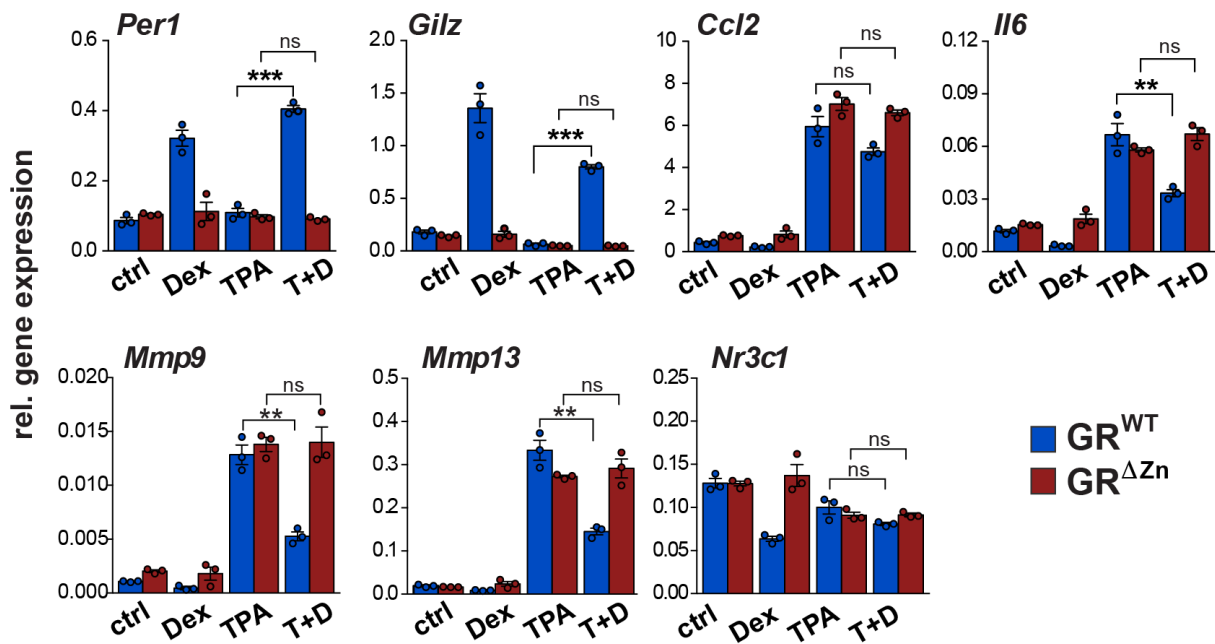 Per1
Gilz
Ccl2
Il6
rel. gene expression
0.6
0.4
0.2
0.0
***
ns
ctrl
Dex
TPA
T+D
2.0
1.5
1.0
0.5
0.0
***
ns
ctrl
Dex
TPA
T+D
10
8
6
4
2
0
ns
ns
ctrl
Dex
TPA
T+D
0.12
0.09
0.06
0.03
0.00
**
ns
ctrl
Dex
TPA
T+D
Mmp9
Mmp13
Nr3c1
0.020
0.015
0.010
0.005
0.000
**
ns
ctrl
Dex
TPA
T+D
0.5
0.4
0.3
0.2
0.1
0.0
**
ns
ctrl
Dex
TPA
T+D
0.25
0.20
0.15
0.10
0.05
0.00
ns
ns
ctrl
Dex
TPA
T+D
GR WT
GR ΔZn